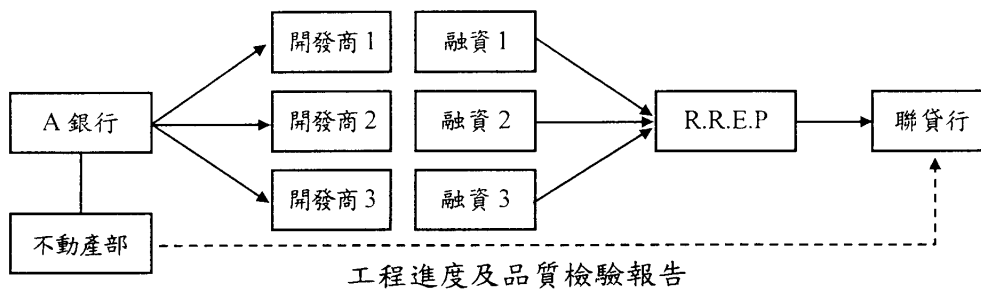 開發商 1
融資 1
A 銀行
開發商 2
融資 2
R.R.E.P
聯貸行
開發商 3
融資 3
不動產部
工程進度及品質檢驗報告